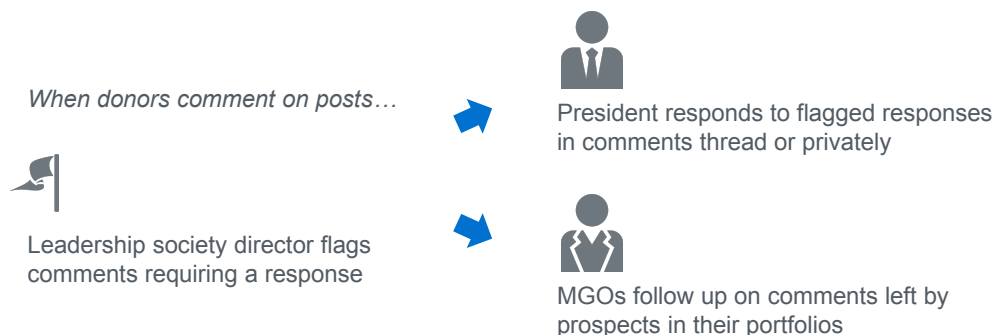 When donors comment on posts…
Leadership society director flags
comments requiring a response
President responds to flagged responses
in comments thread or privately
MGOs follow up on comments left by
prospects in their portfolios